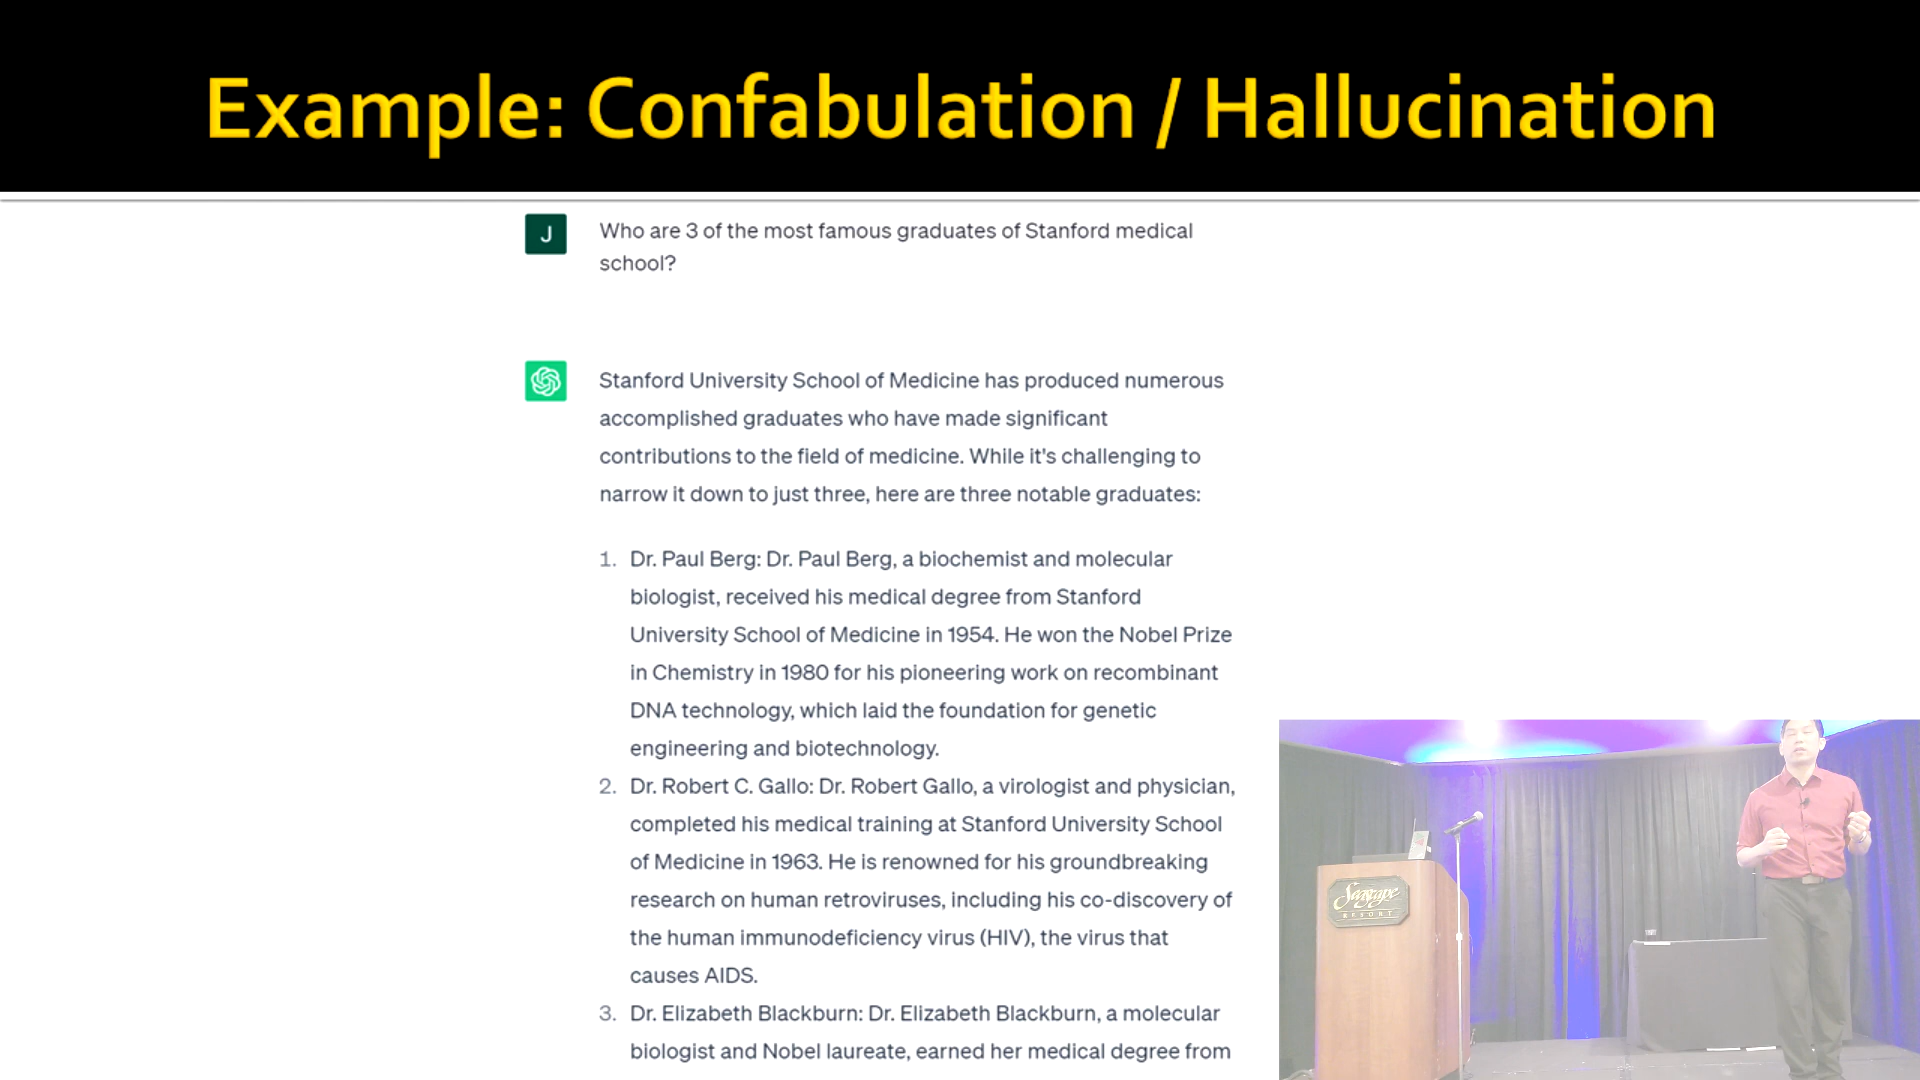 Example: Confabulation / Hallucination
J
Who are 3 of the most famous graduates of Stanford medical
school?
Stanford University School of Medicine has produced numerous
accomplished graduates who have made significant
contributions to the field of medicine. While it's challenging to
narrow it down to just three, here are three notable graduates:
1. Dr. Paul Berg: Dr. Paul Berg, a biochemist and molecular
biologist, received his medical degree from Stanford
University School of Medicine in 1954. He won the Nobel Prize
in Chemistry in 1980 for his pioneering work on recombinant
DNA technology, which laid the foundation for genetic
engineering and biotechnology.
2. Dr. Robert C. Gallo: Dr. Robert Gallo, a virologist and physician,
completed his medical training at Stanford University School
of Medicine in 1963. He is renowned for his groundbreaking
research on human retroviruses, including his co-discovery of
the human immunodeficiency virus (HIV), the virus that
causes AIDS.
3. Dr. Elizabeth Blackburn: Dr. Elizabeth Blackburn, a molecular
biologist and Nobel laureate, earned her medical degree from
Seascape
RESORT